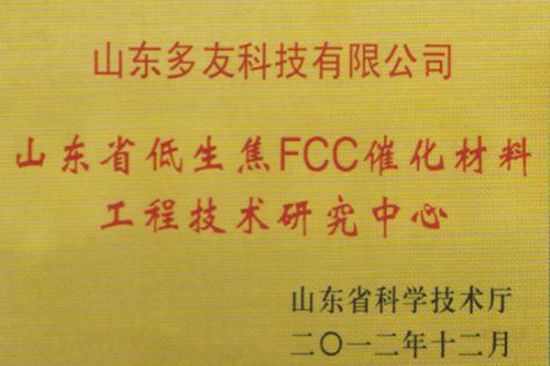 山东多友科技有限公司
山东省低生焦FCC催化材料
工程技术研究中心
山东省科学技术厅
二〇一二年十二月